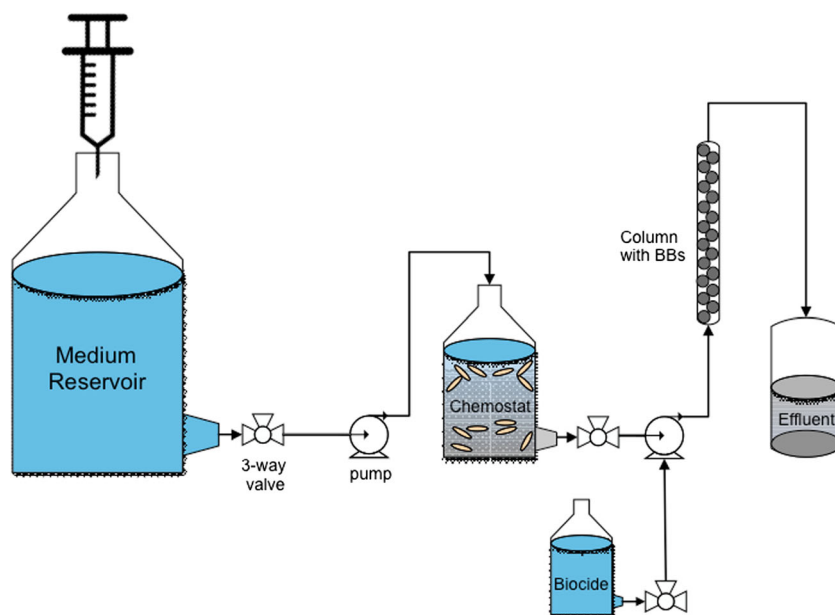 Medium
Reservoir
3-way
valve
pump
Chemostat
Column
with BBs
Effluent
Biocide